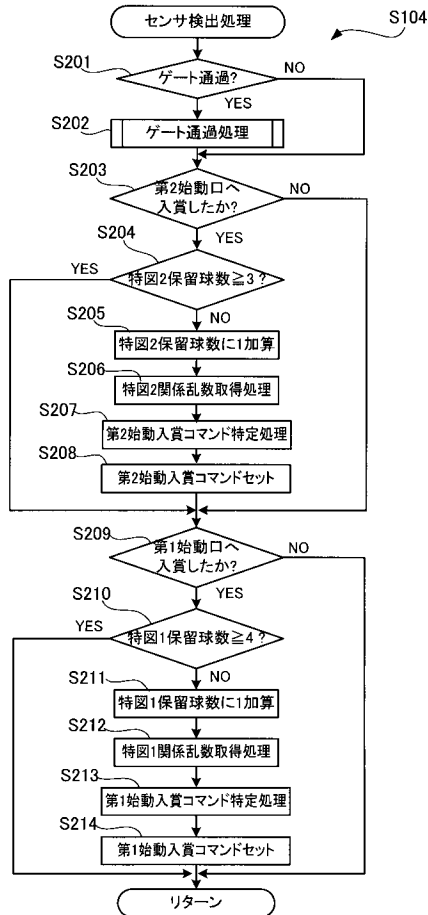 センサ検出処理
S104
S201
ゲート通過?
NO
YES
S202
ゲート通過処理
S203
第2始動口へ
入賞したか?
NO
YES
S204
YES
特図2保留球数≧3?
NO
S205
特図2保留球数に1加算
S206
特図2関係乱数取得処理
S207
第2始動入賞コマンド特定処理
S208
第2始動入賞コマンドセット
S209
第1始動口へ
入賞したか?
NO
YES
S210
YES
特図1保留球数≧4?
NO
S211
特図1保留球数に1加算
S212
特図1関係乱数取得処理
S213
第1始動入賞コマンド特定処理
S214
第1始動入賞コマンドセット
リターン